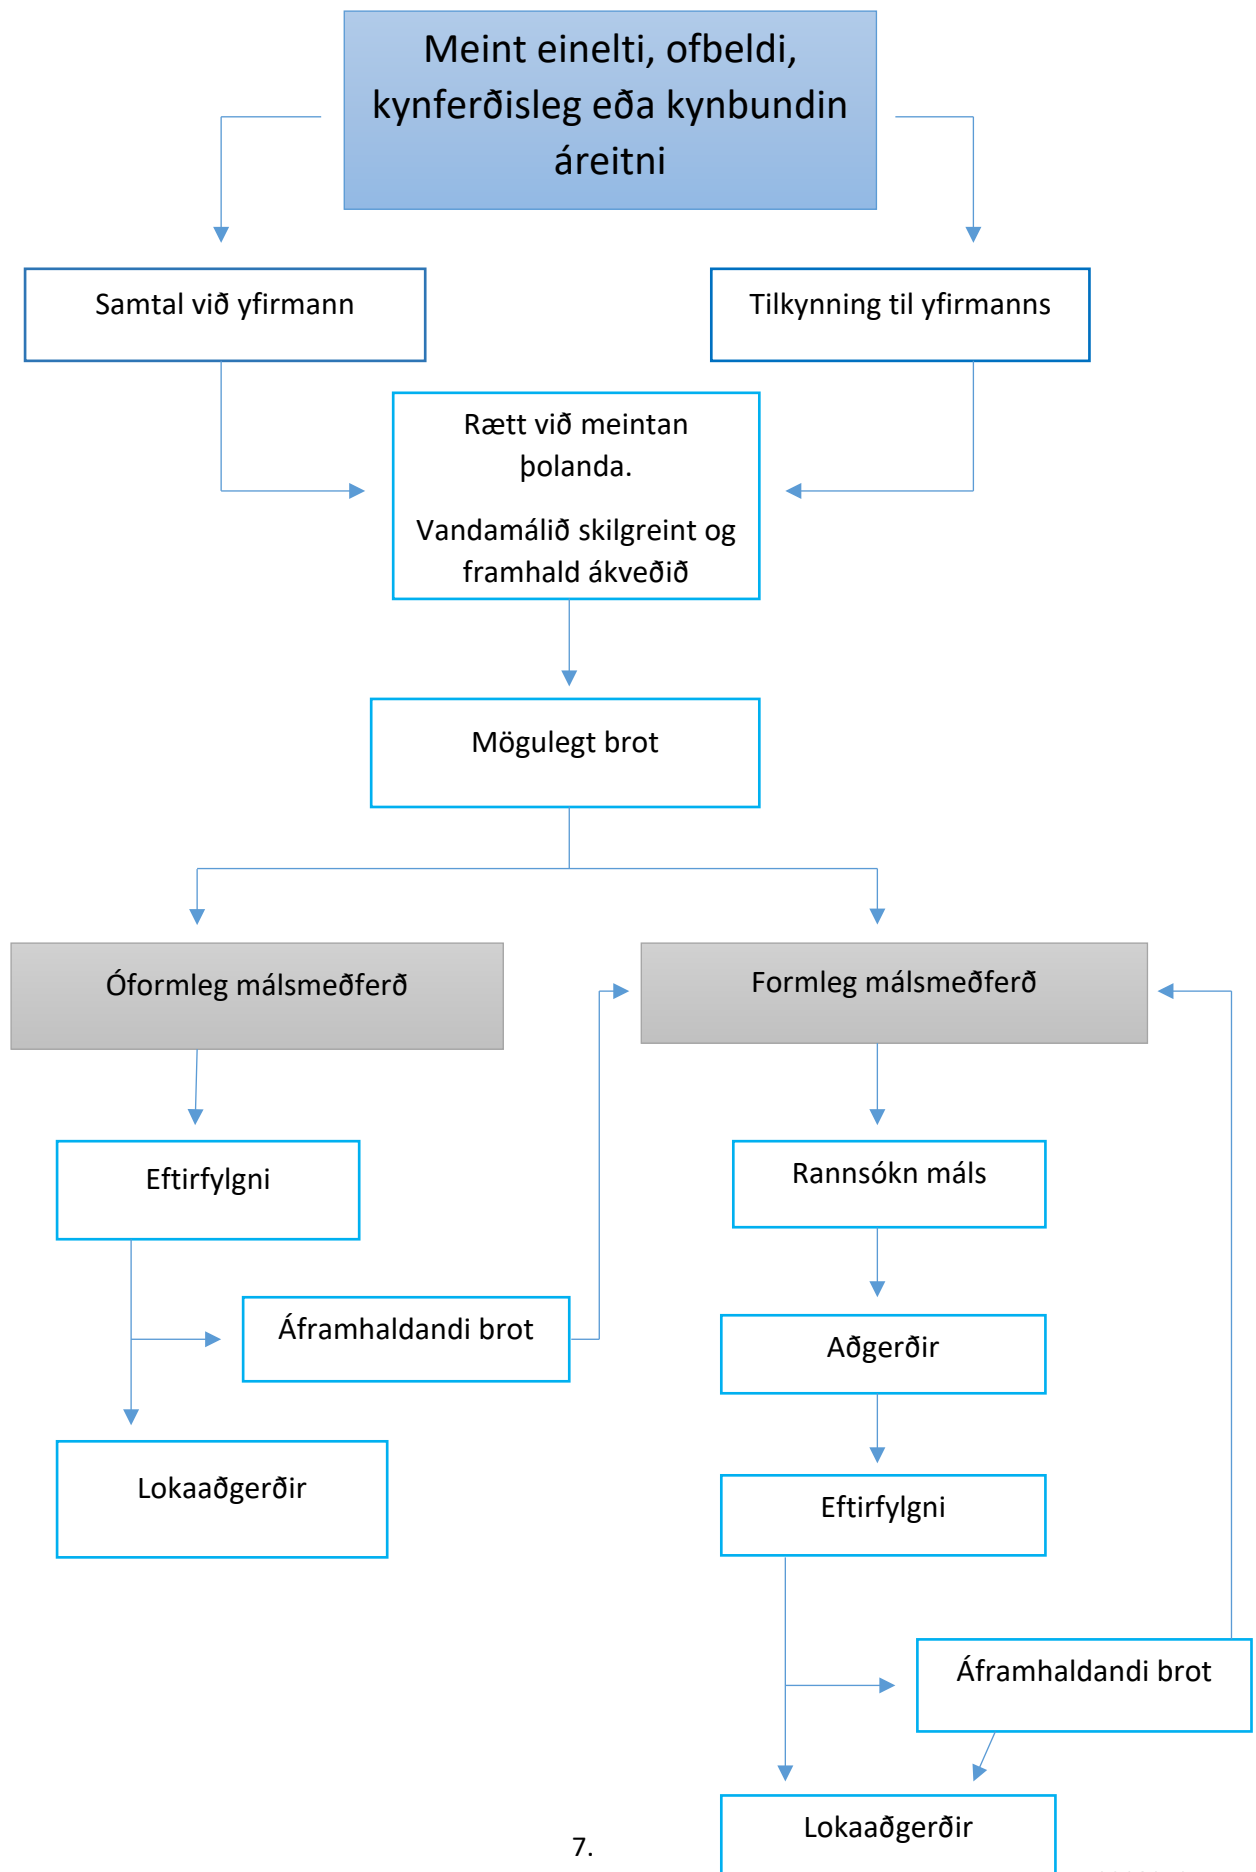 Meint einelti, ofbeldi,
kynferðisleg eða kynbundin
áreitni
Samtal við yfirmann
Tilkynning til yfirmanns
Rætt við meintan
þolanda.
Vandamálið skilgreint og
framhald ákveðið
Mögulegt brot
Óformleg málsmeðferð
Formleg málsmeðferð
Eftirfylgni
Rannsókn máls
Áframhaldandi brot
Aðgerðir
Lokaaðgerðir
Eftirfylgni
Áframhaldandi brot
Lokaaðgerðir
7.